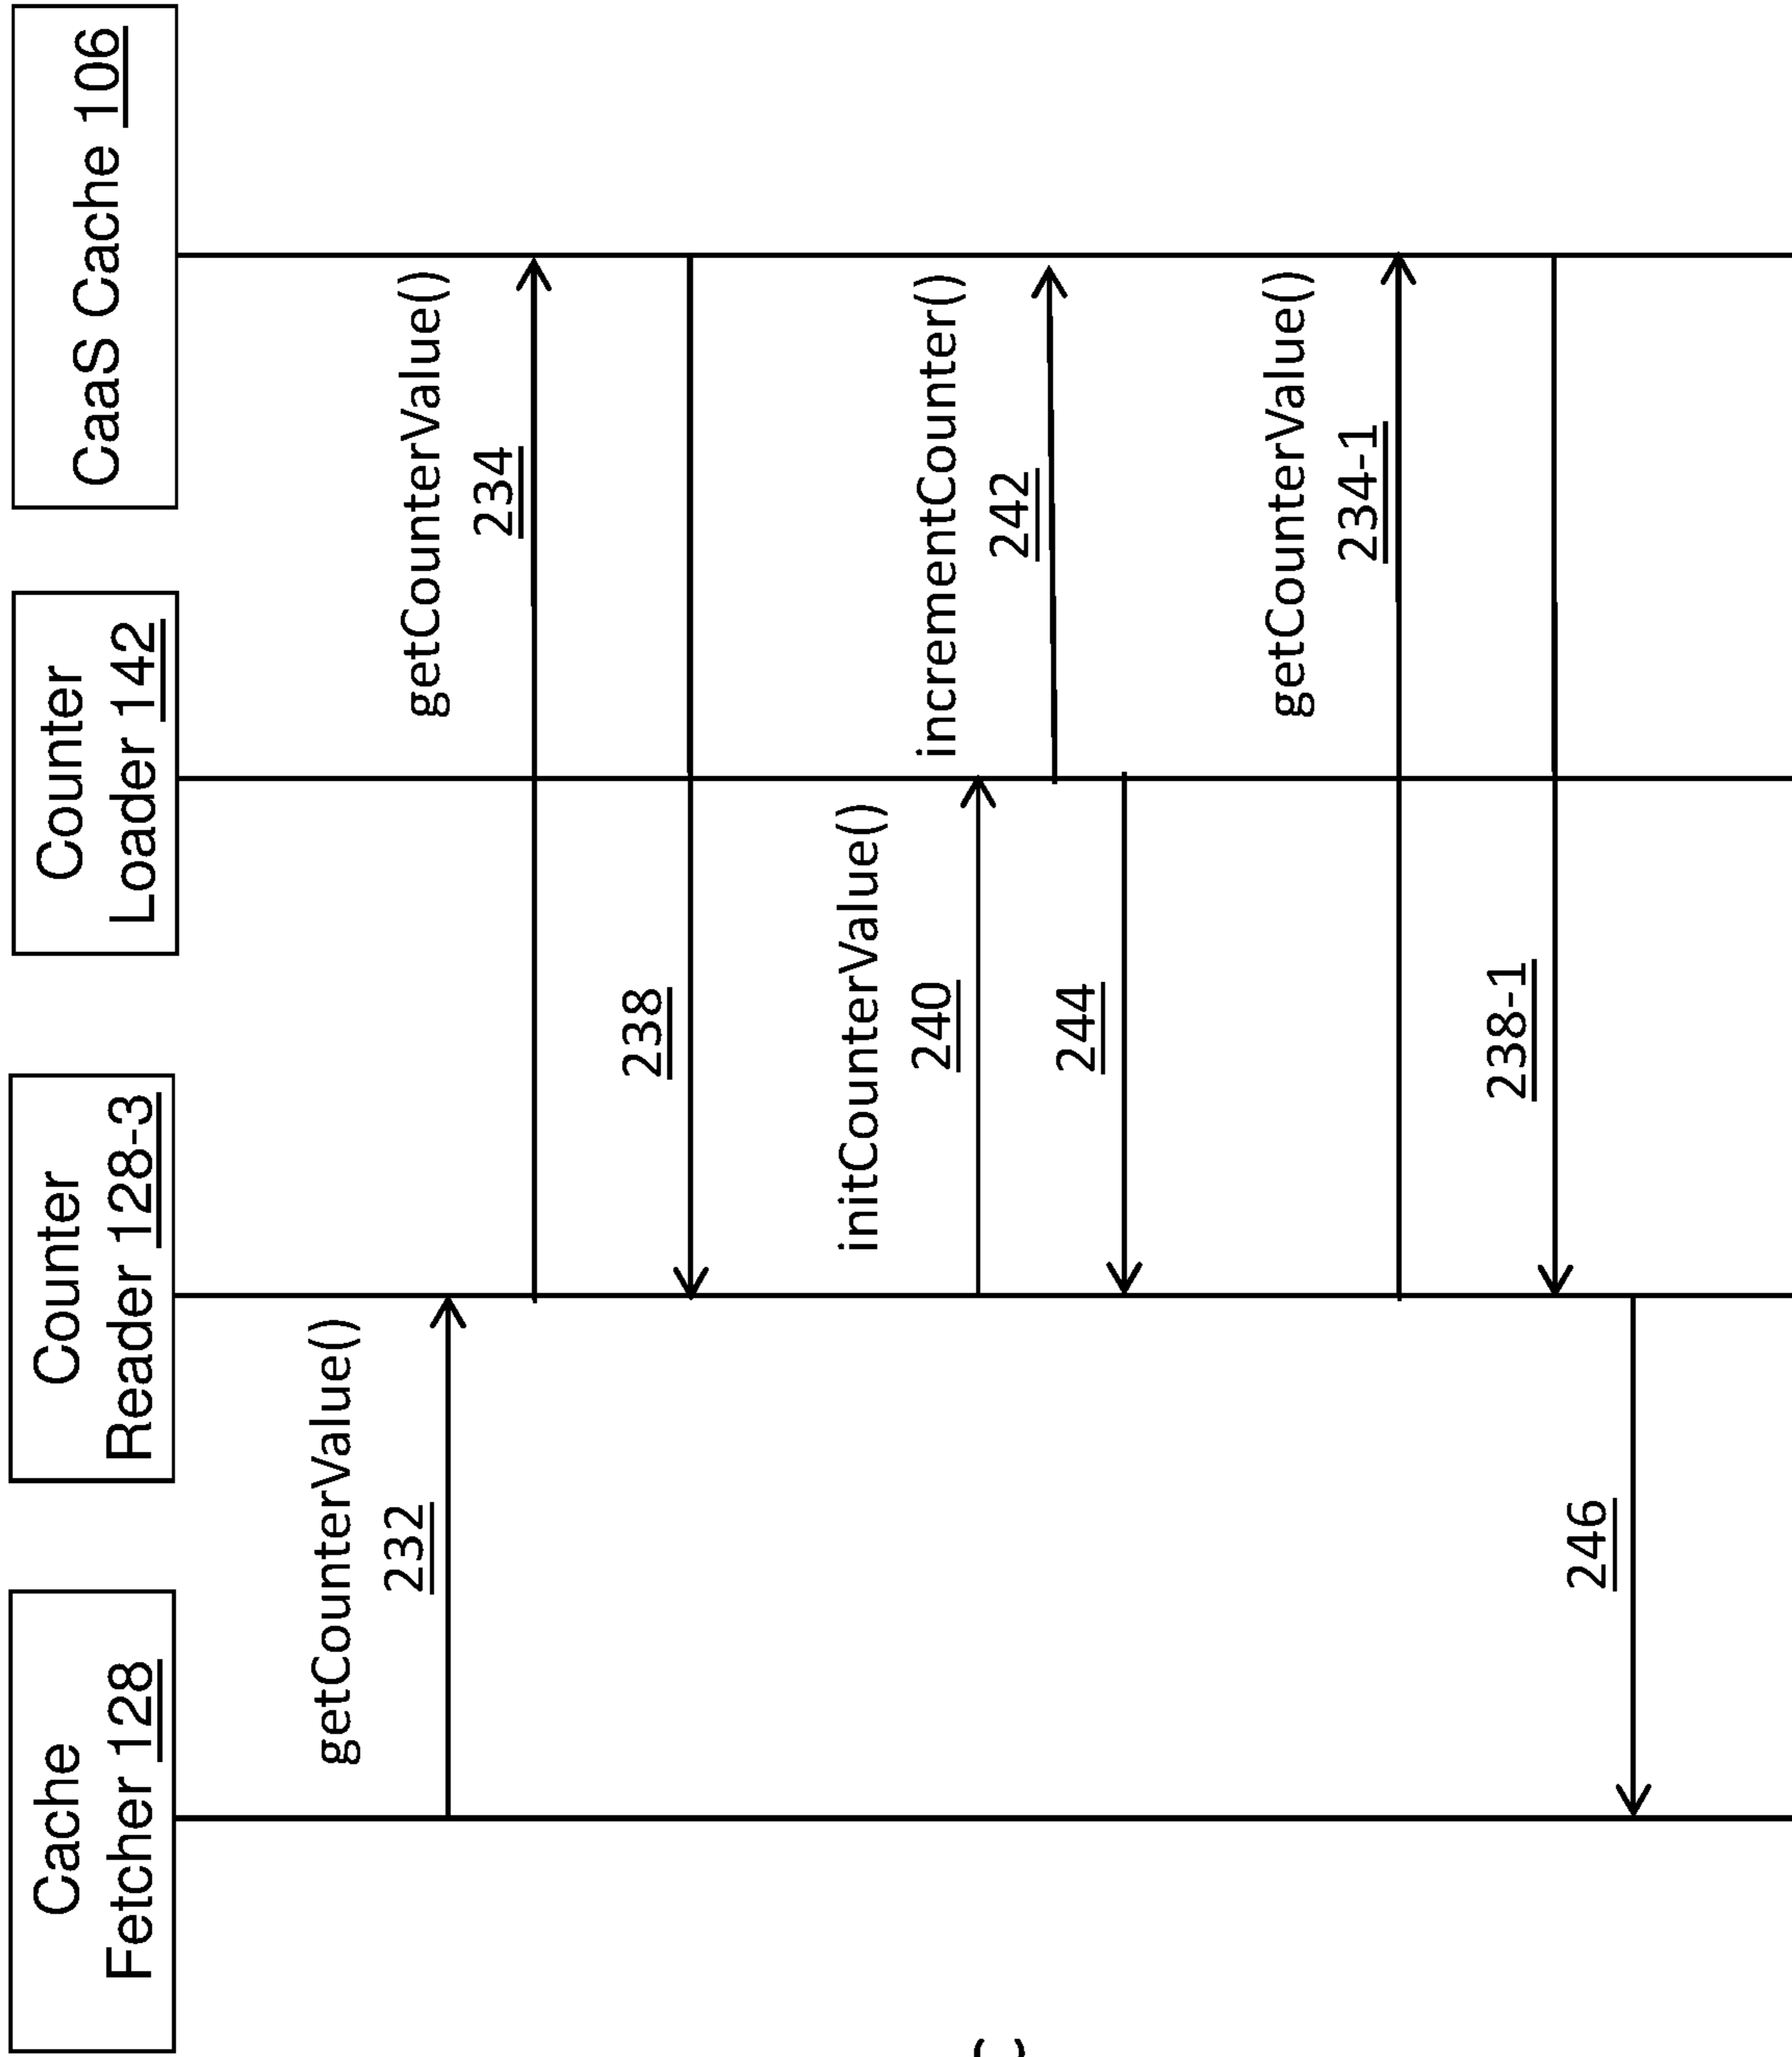 Cache
Fetcher 128
Counter
Reader 128-3
Counter
Loader 142
CaaS Cache 106
getCounterValue()
232
getCounterValue()
234
238
initCounterValue()
240
incrementCounter()
242
244
getCounterValue()
234-1
238-1
246